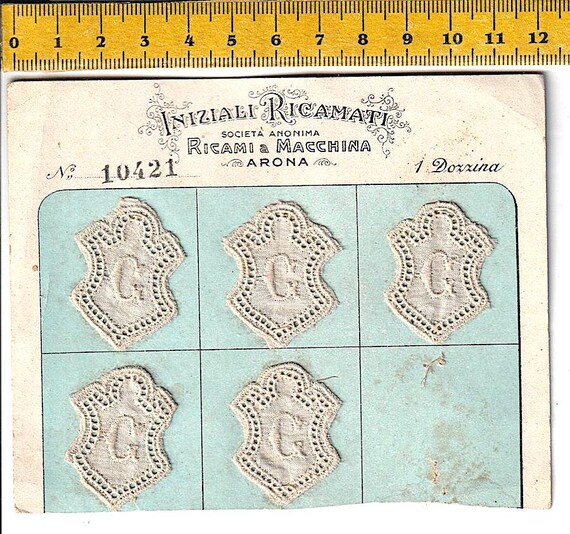 0 1 2 3 4 5 6 7 8 9 10 11 12
INIZIALI RICAMATI
SOCIETÀ ANONIMA
RICAMI a MACCHINA
ARONA
No. 10421 1 Dozzina
G G G
G G